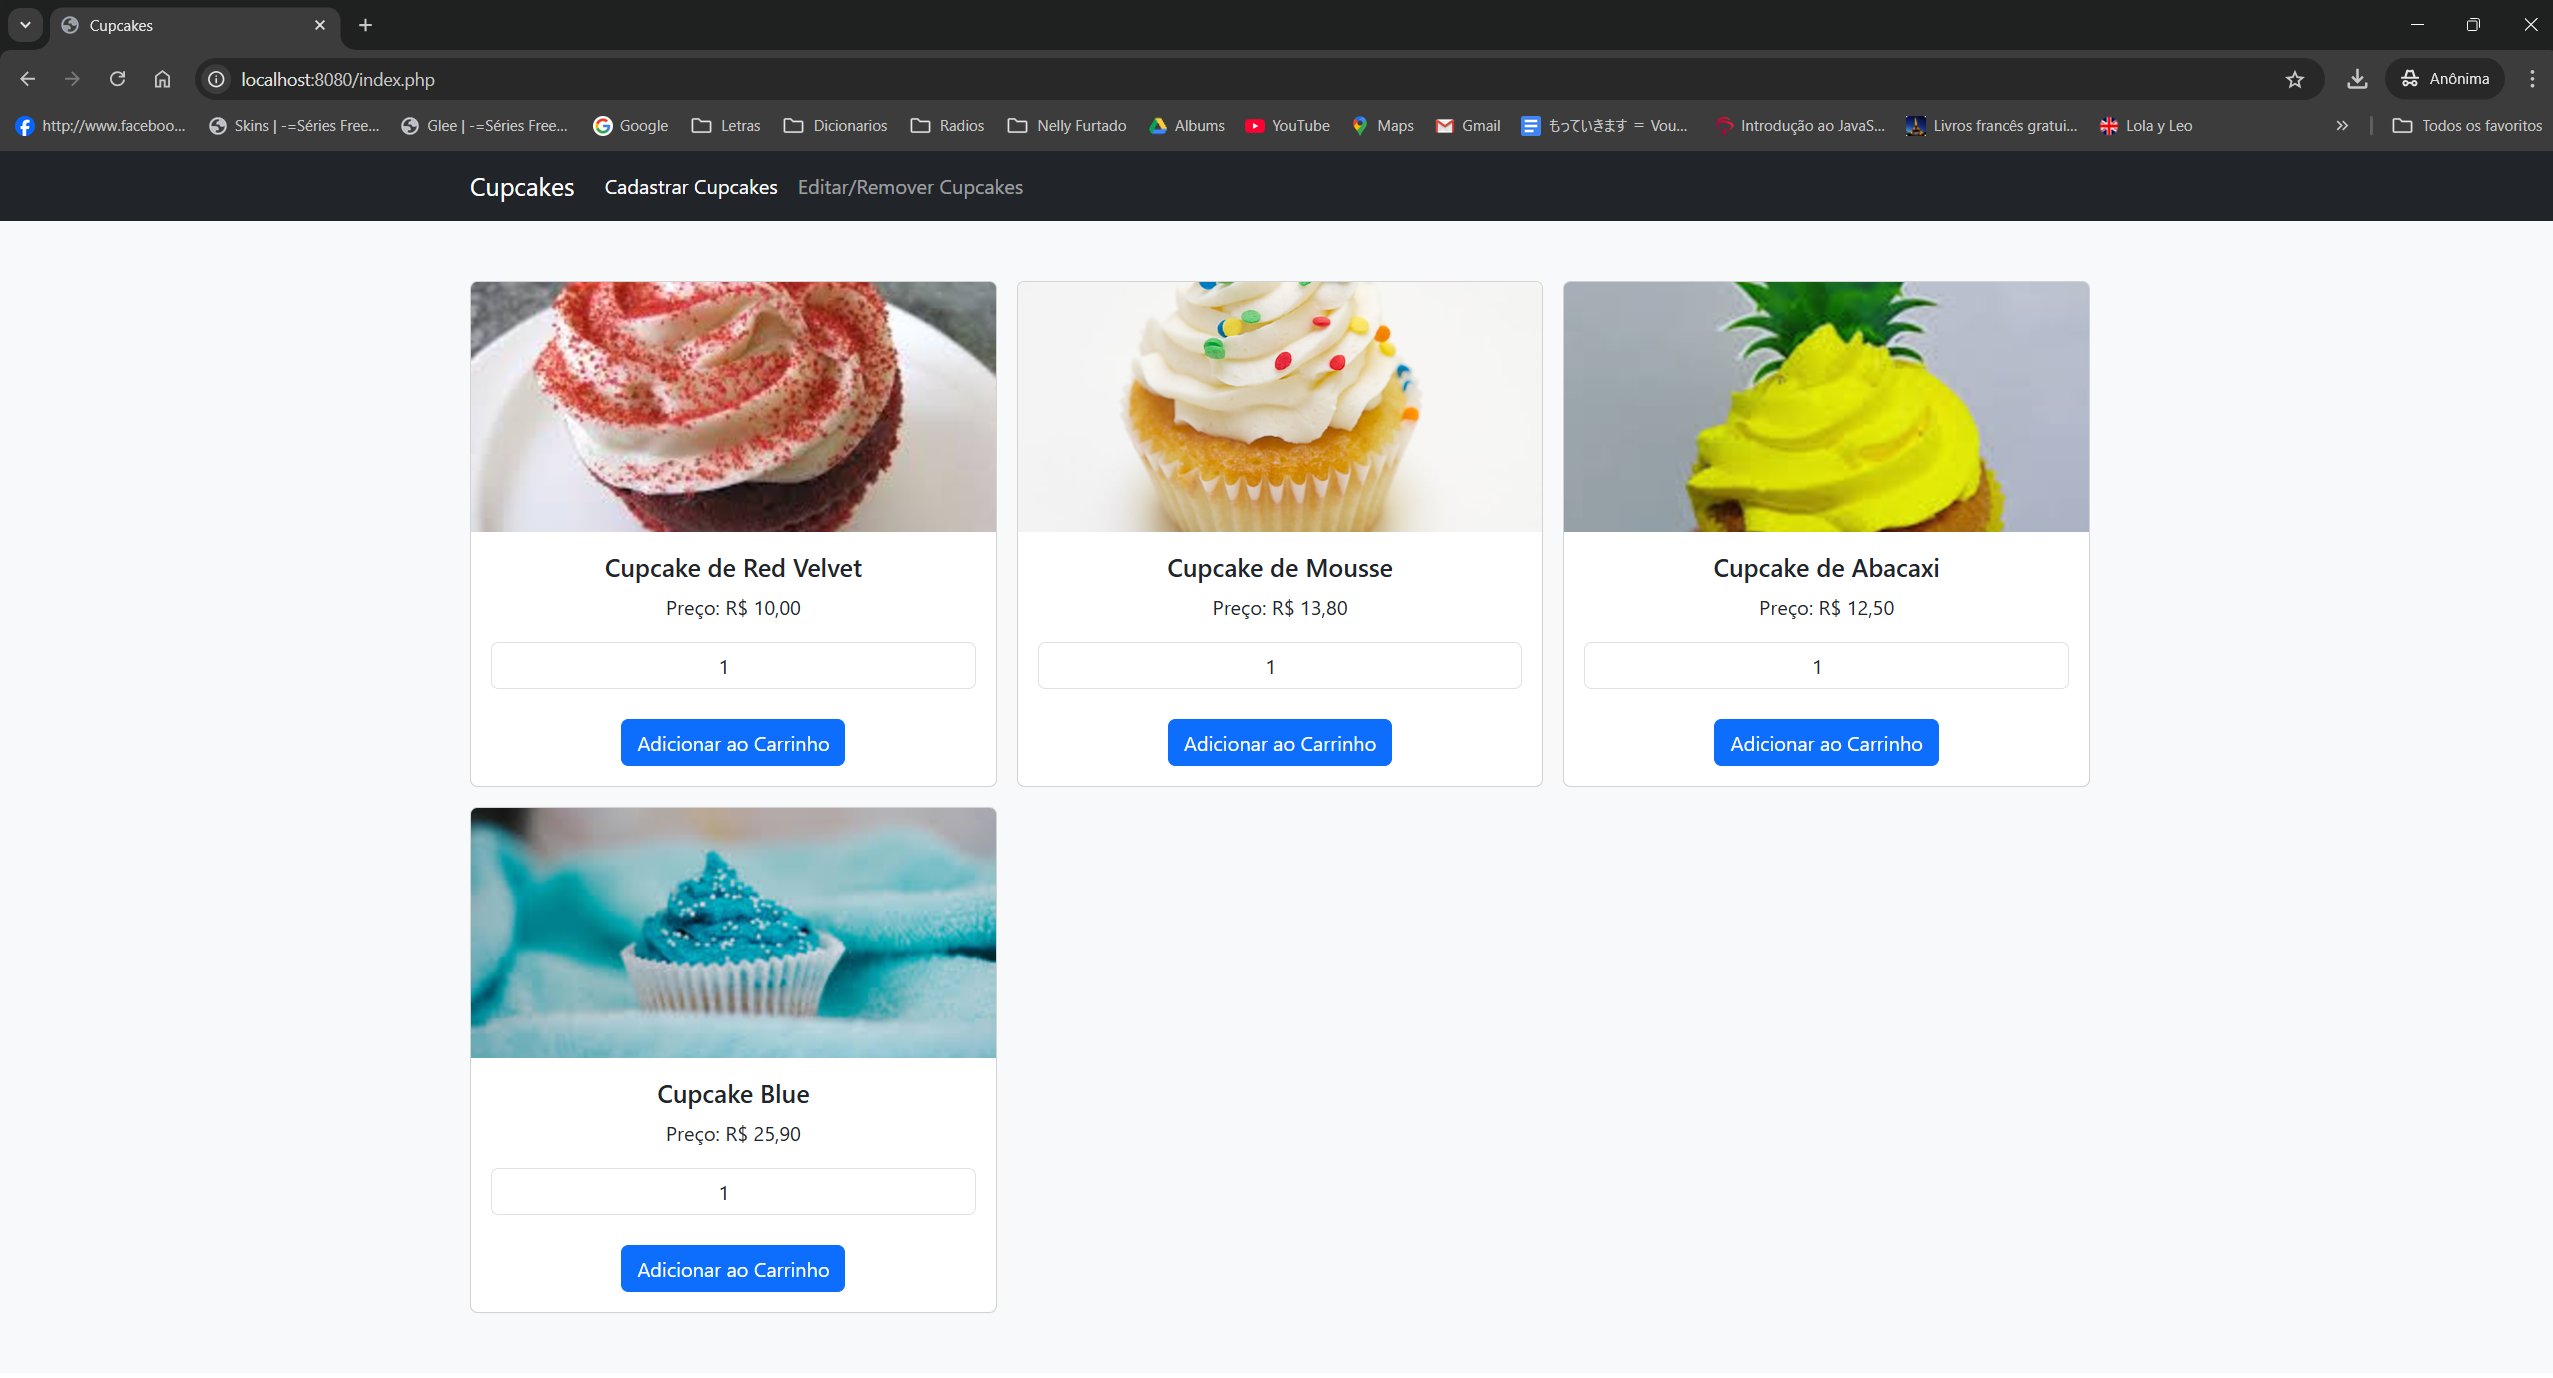 Cupcakes
localhost:8080/index.php
Anônima
http://www.faceboo...
Skins | -=Séries Free...
Glee | -=Séries Free...
Google
Letras
Dicionarios
Radios
Nelly Furtado
Albums
YouTube
Maps
Gmail
もっていきます = Vou...
Introdução ao JavaS...
Livros francês gratui...
Lola y Leo
Todos os favoritos
Cupcakes
Cadastrar Cupcakes
Editar/Remover Cupcakes
Cupcake de Red Velvet
Preço: R$ 10,00
1
Adicionar ao Carrinho
Cupcake de Mousse
Preço: R$ 13,80
1
Adicionar ao Carrinho
Cupcake de Abacaxi
Preço: R$ 12,50
1
Adicionar ao Carrinho
Cupcake Blue
Preço: R$ 25,90
1
Adicionar ao Carrinho